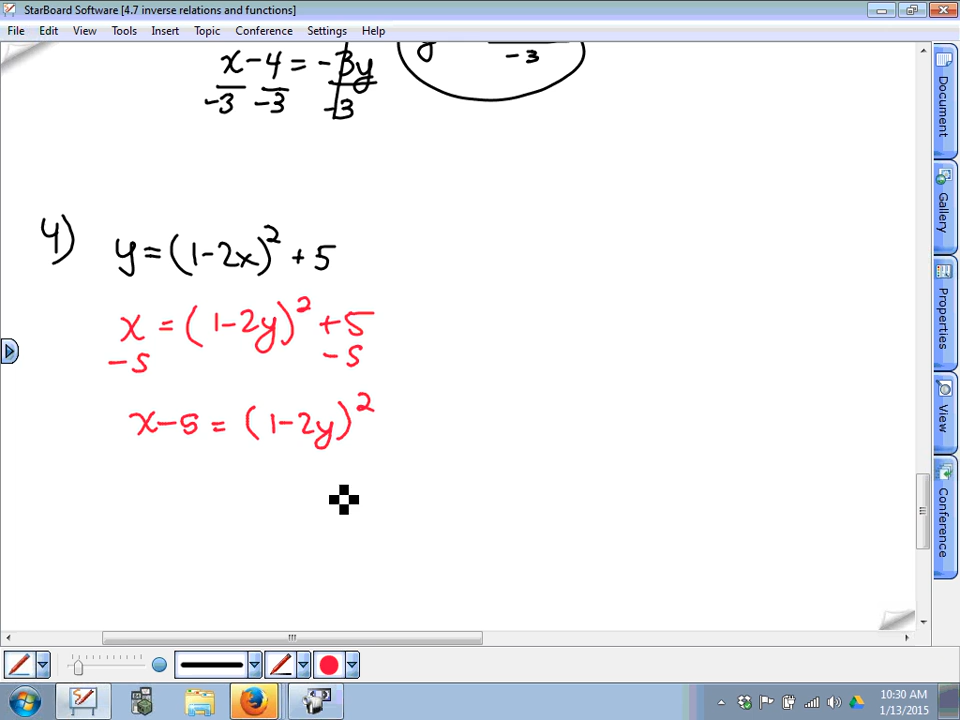 StarBoard Software [4.7 inverse relations and functions]
File Edit View Tools Insert Topic Conference Settings Help
x-4 = -3y
-3 -3 -3
y
-3
4) y = (1-2x)² + 5
x = (1-2y)² + 5
-5 -5
x-5 = (1-2y)²
Document
Gallery
Properties
View
Conference
10:30 AM
1/13/2015